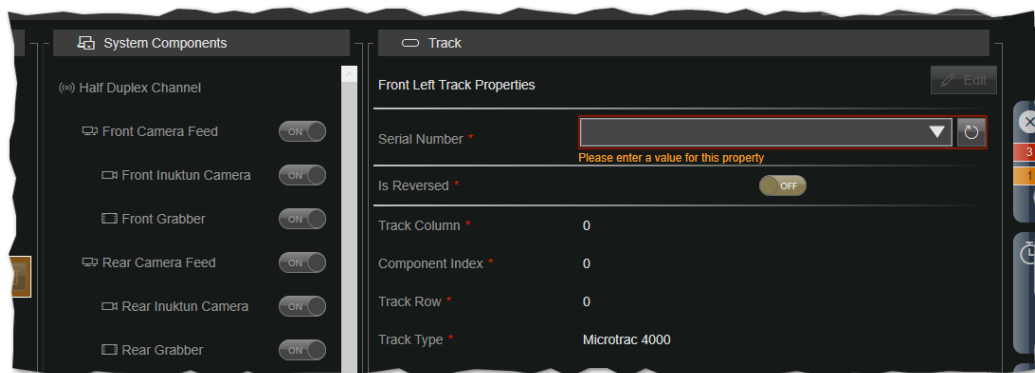 System Components
Half Duplex Channel
Front Camera Feed ON
Front Inuktun Camera ON
Front Grabber ON
Rear Camera Feed ON
Rear Inuktun Camera ON
Rear Grabber ON
Track
Front Left Track Properties Edit
Serial Number *
Please enter a value for this property
Is Reversed * OFF
Track Column * 0
Component Index * 0
Track Row * 0
Track Type * Microtrac 4000
3
1